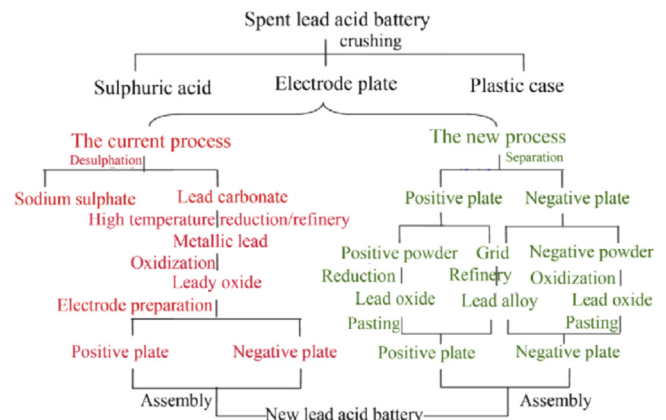 Spent lead acid battery
crushing
Sulphuric acid Electrode plate Plastic case
The current process The new process
Desulphation Separation
Sodium sulphate Lead carbonate Positive plate Negative plate
High temperature reduction/refinery
Metallic lead Positive powder Grid Negative powder
Oxidization Reduction Refinery Oxidization
Leady oxide Lead oxide Lead alloy Lead oxide
Electrode preparation Pasting Pasting
Positive plate Negative plate Positive plate Negative plate
Assembly Assembly
New lead acid battery